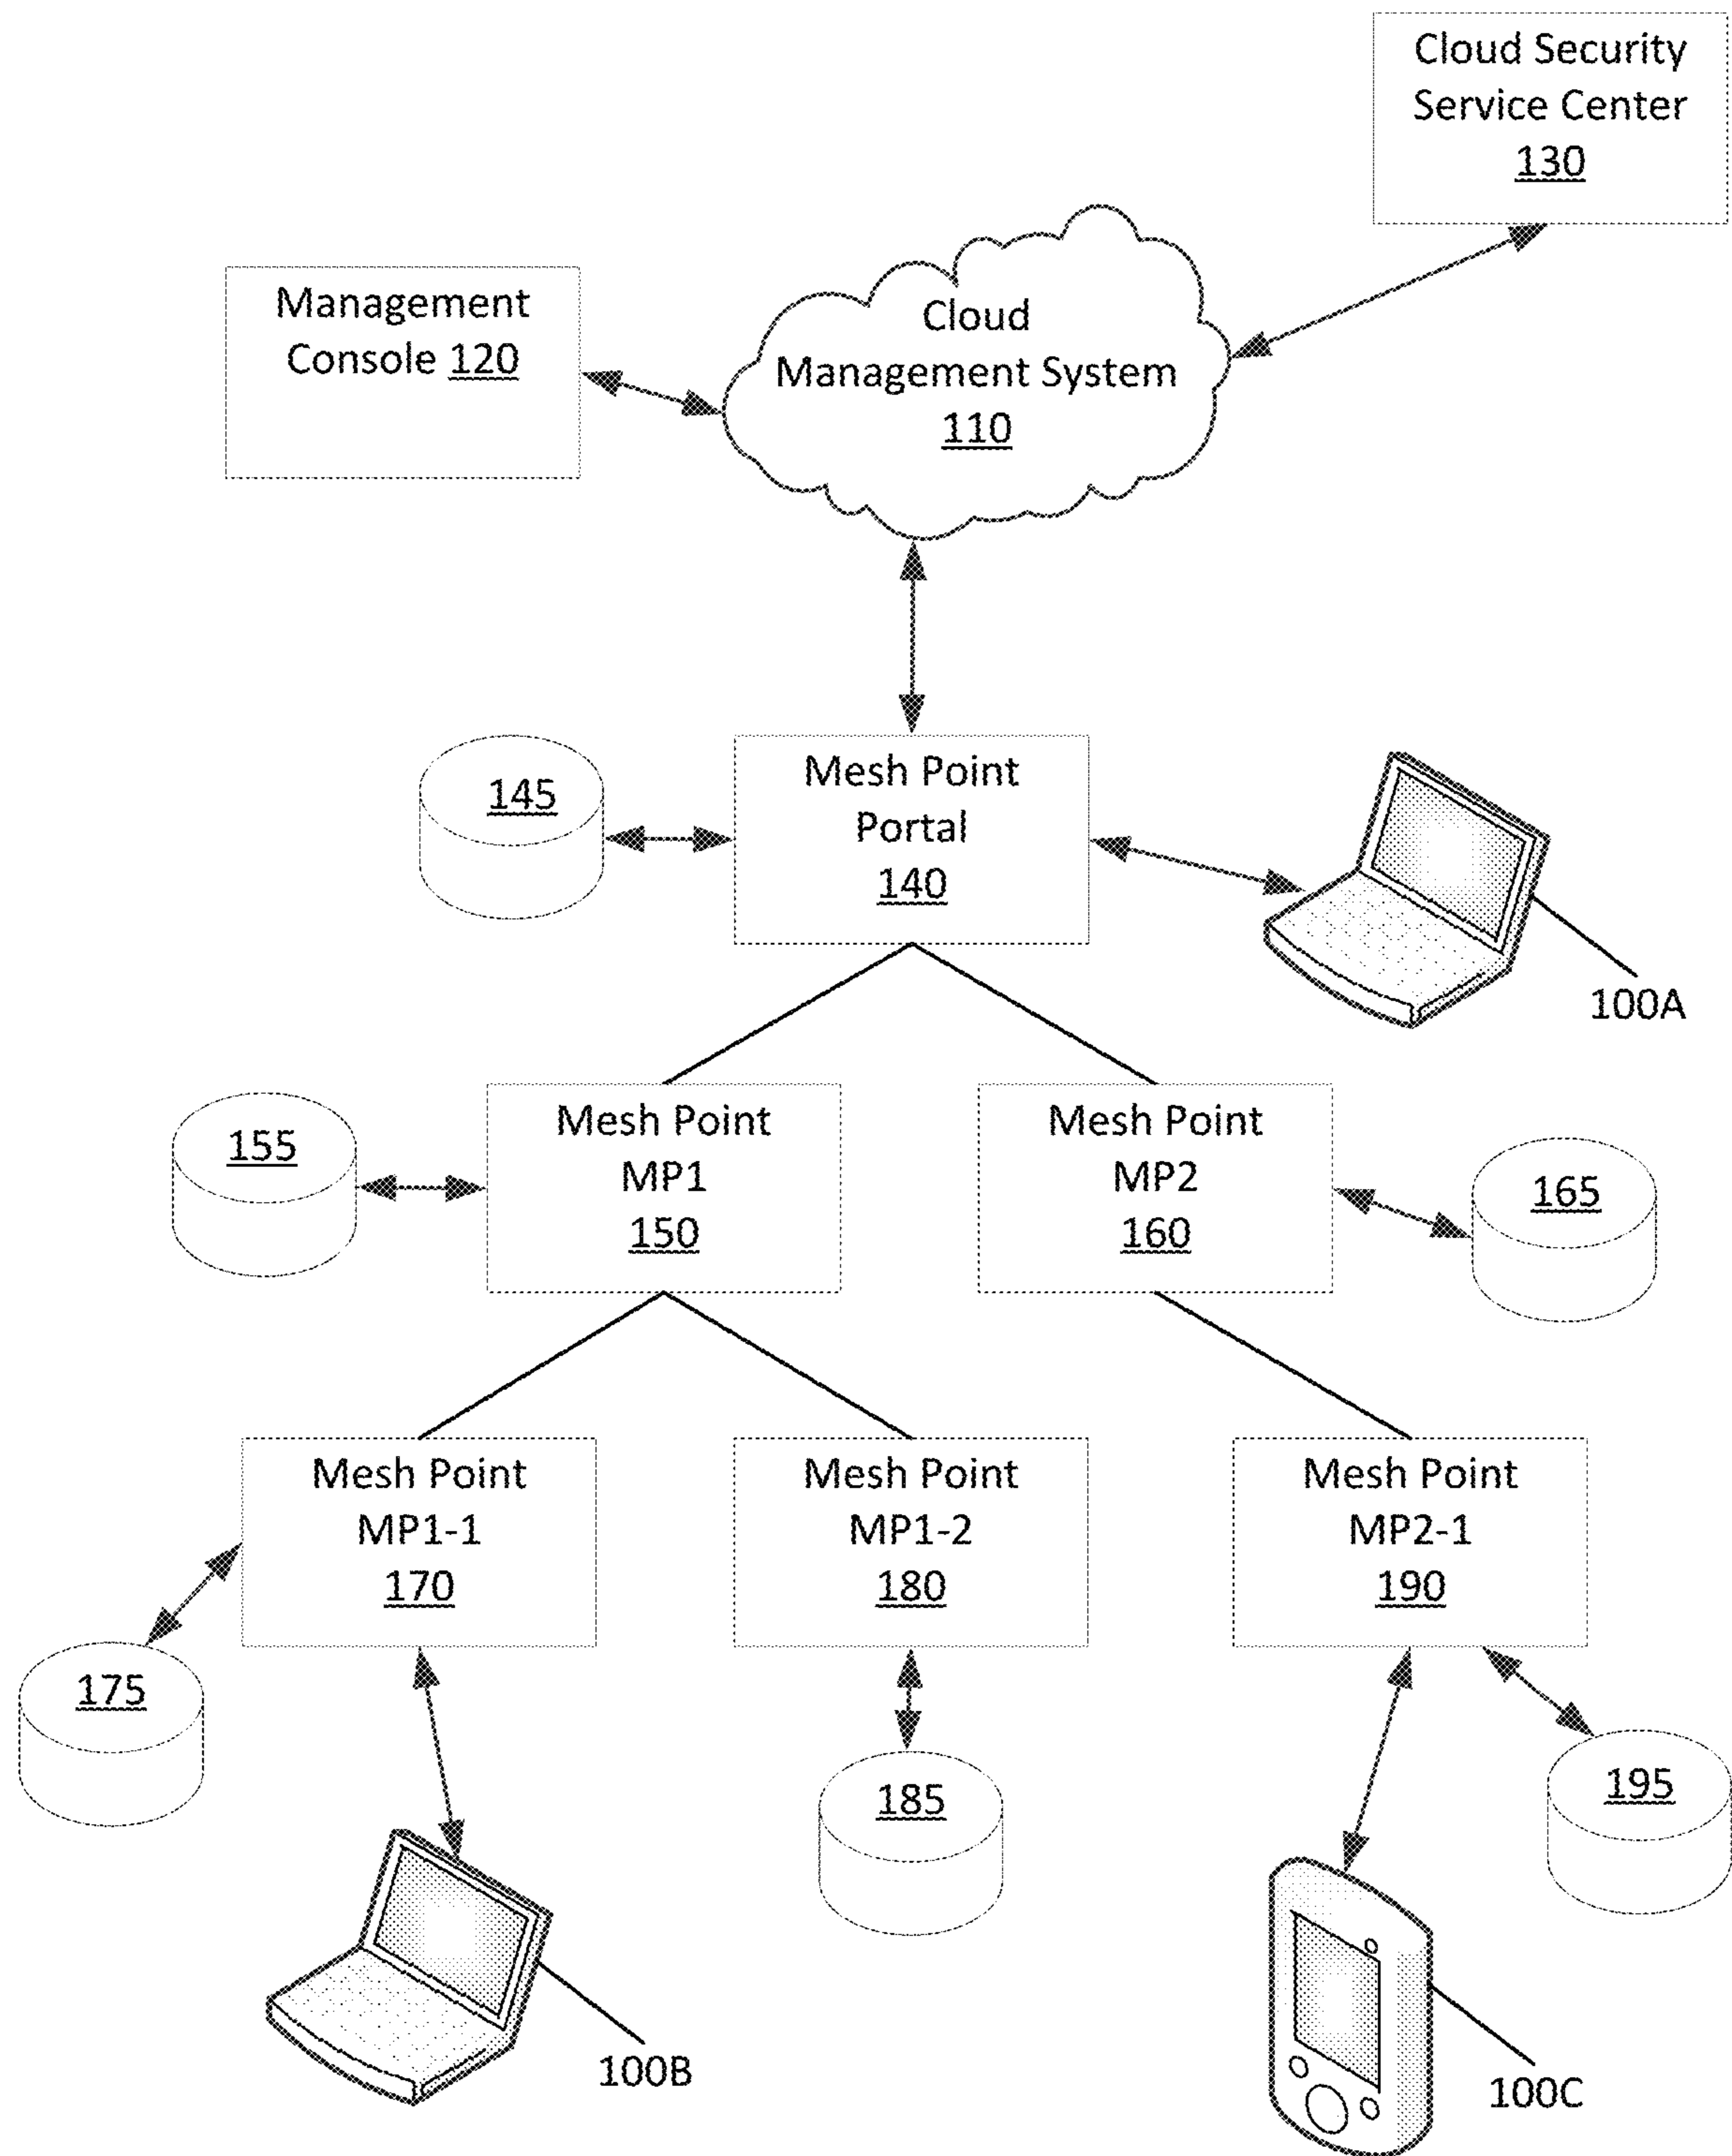 Cloud Security
Service Center
130
Management
Console 120
Cloud
Management System
110
145
Mesh Point
Portal
140
100A
155
Mesh Point
MP1
150
Mesh Point
MP2
160
165
Mesh Point
MP1-1
170
Mesh Point
MP1-2
180
Mesh Point
MP2-1
190
175
185
195
100B
100C